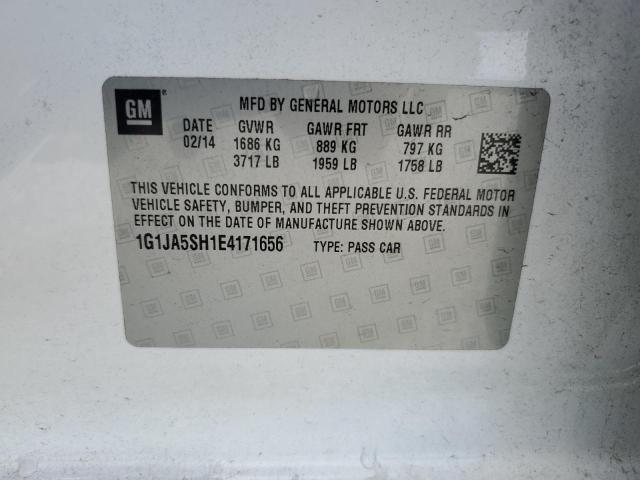 GM
MFD BY GENERAL MOTORS LLC
DATE GVWR GAWR FRT GAWR RR
02/14 1686 KG 889 KG 797 KG
3717 LB 1959 LB 1758 LB
THIS VEHICLE CONFORMS TO ALL APPLICABLE U.S. FEDERAL MOTOR
VEHICLE SAFETY, BUMPER, AND THEFT PREVENTION STANDARDS IN
EFFECT ON THE DATE OF MANUFACTURE SHOWN ABOVE.
1G1JA5SH1E4171656 TYPE: PASS CAR